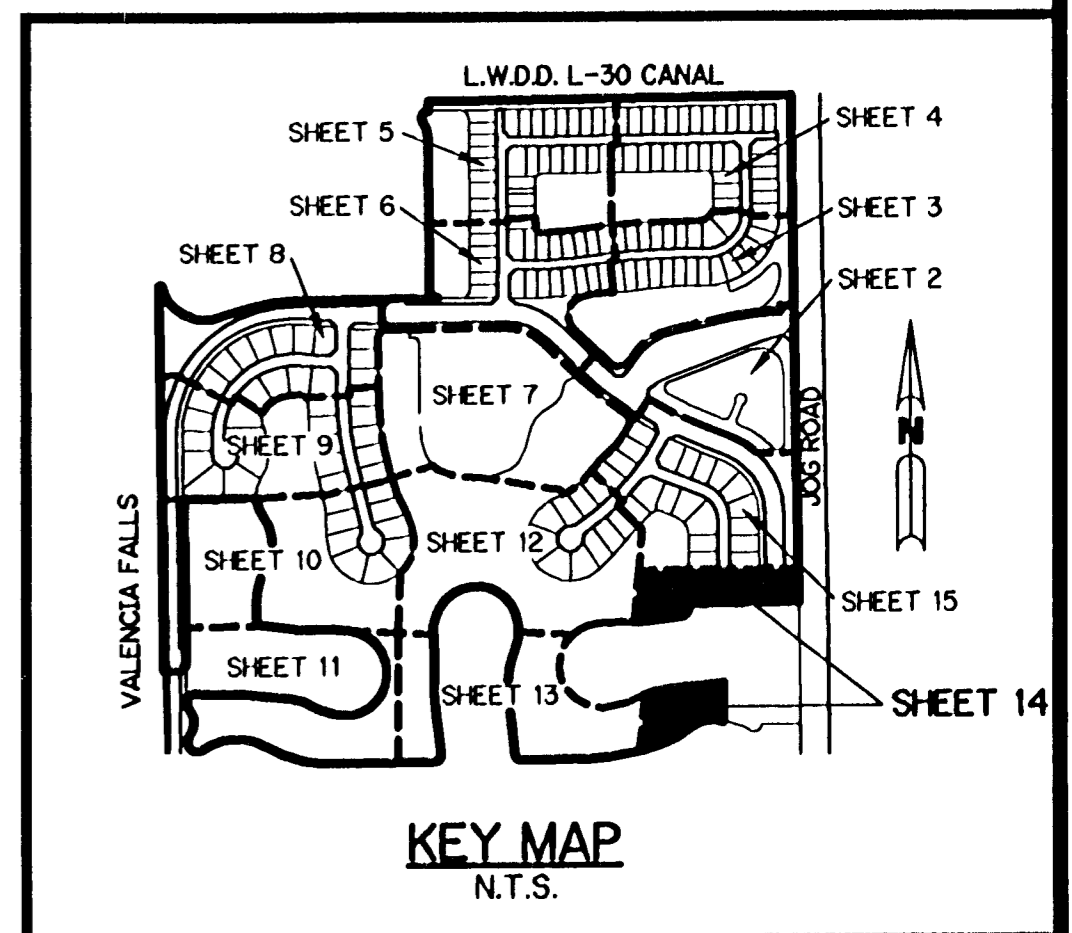 L.W.D.D. L-30 CANAL
SHEET 5
SHEET 4
SHEET 6
SHEET 3
SHEET 8
SHEET 2
SHEET 7
JOG ROAD
N
SHEET 9
VALENCIA FALLS
SHEET 10
SHEET 12
SHEET 15
SHEET 11
SHEET 13
SHEET 14
KEY MAP
N.T.S.